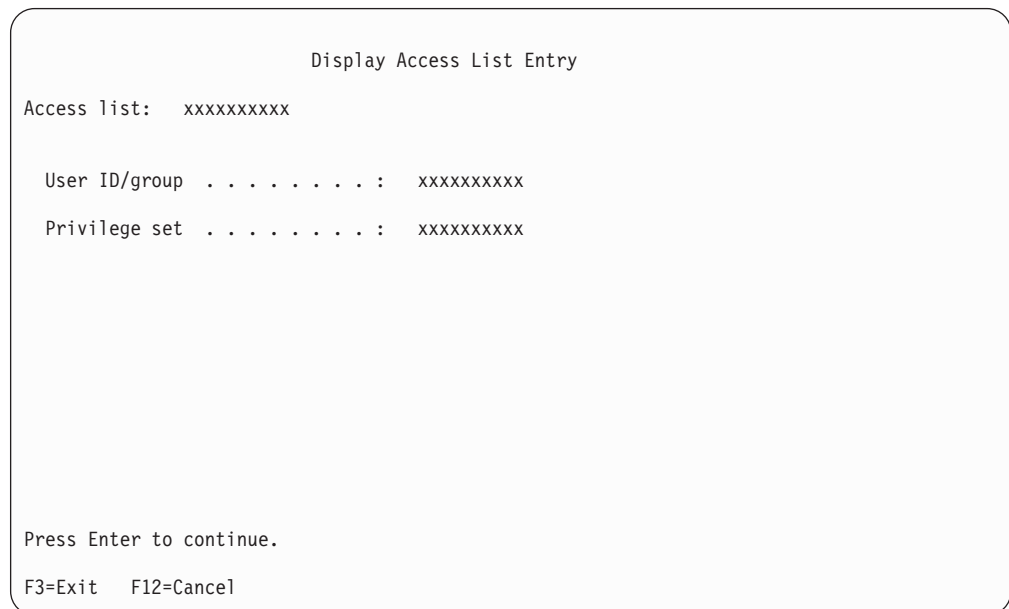 Display Access List Entry
Access list: xxxxxxxxxx
User ID/group . . . . . . . . : xxxxxxxxxx
Privilege set . . . . . . . . : xxxxxxxxxx
Press Enter to continue.
F3=Exit F12=Cancel